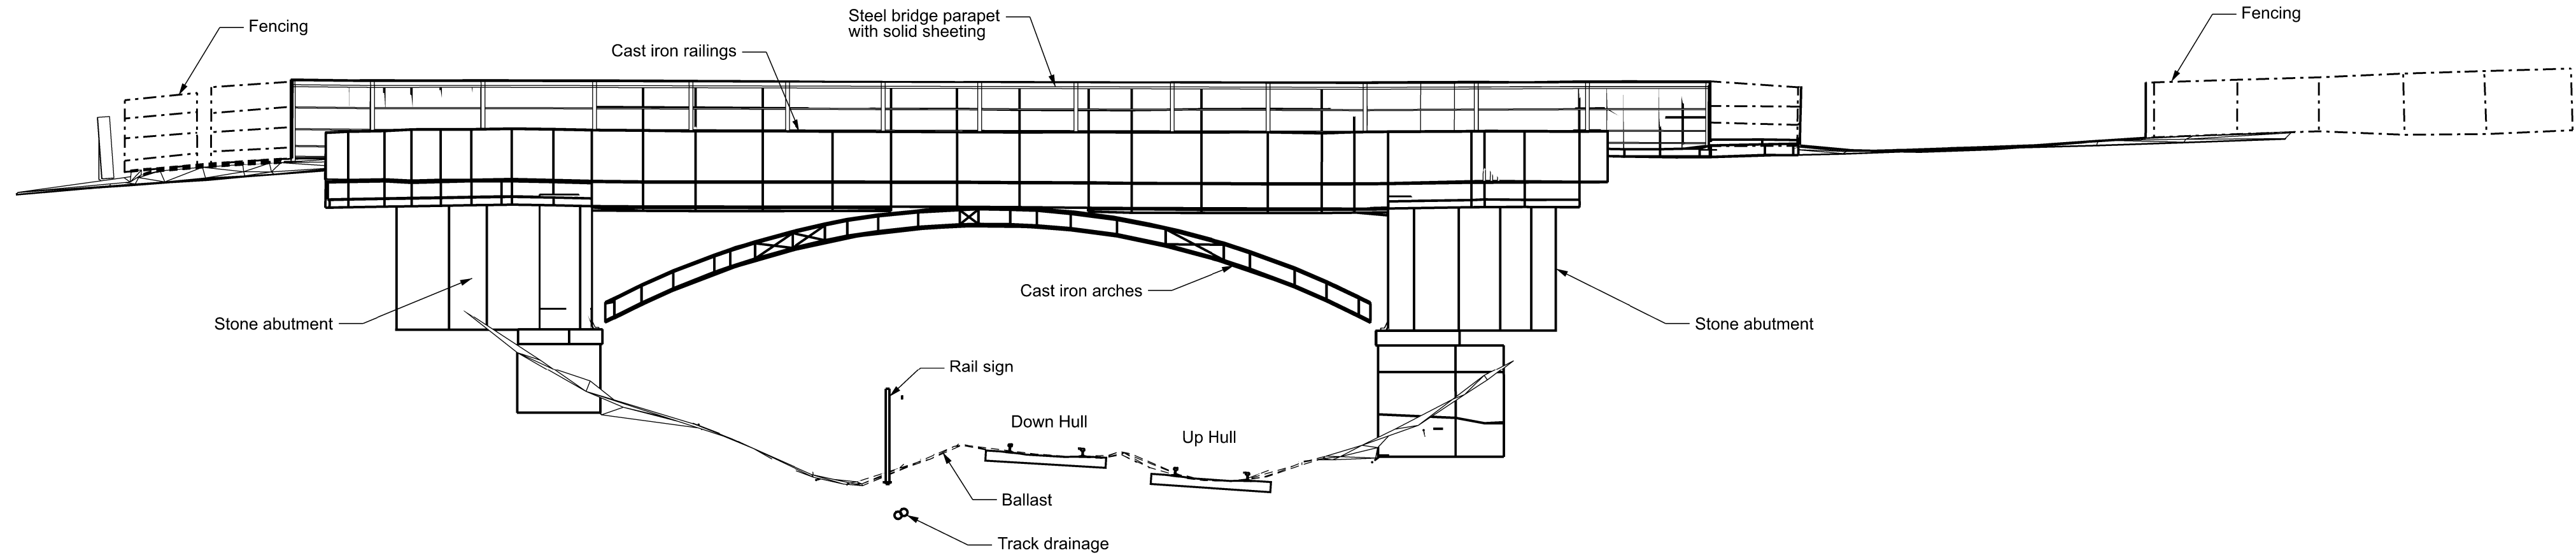 Fencing
Steel bridge parapet
with solid sheeting
Cast iron railings
Fencing
Cast iron arches
Stone abutment
Stone abutment
Rail sign
Down Hull
Up Hull
Ballast
Track drainage